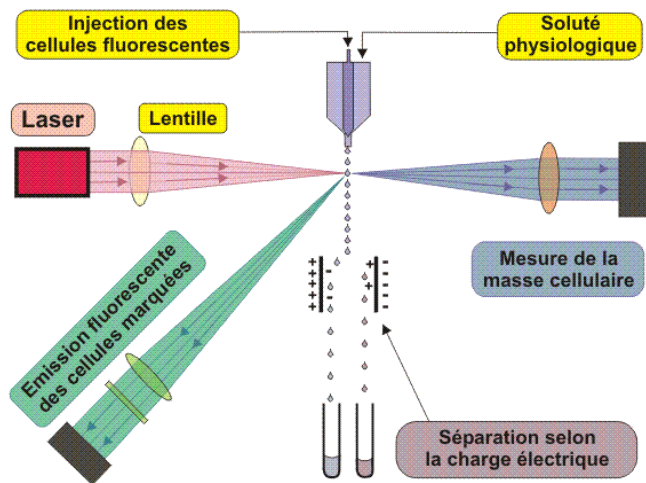 Injection des
cellules fluorescentes
Soluté
physiologique
Laser
Lentille
Mesure de la
masse cellulaire
Emission fluorescente
des cellules marquées
+
+
+
+
+
-
-
+
+
-
-
-
-
-
Séparation selon
la charge électrique